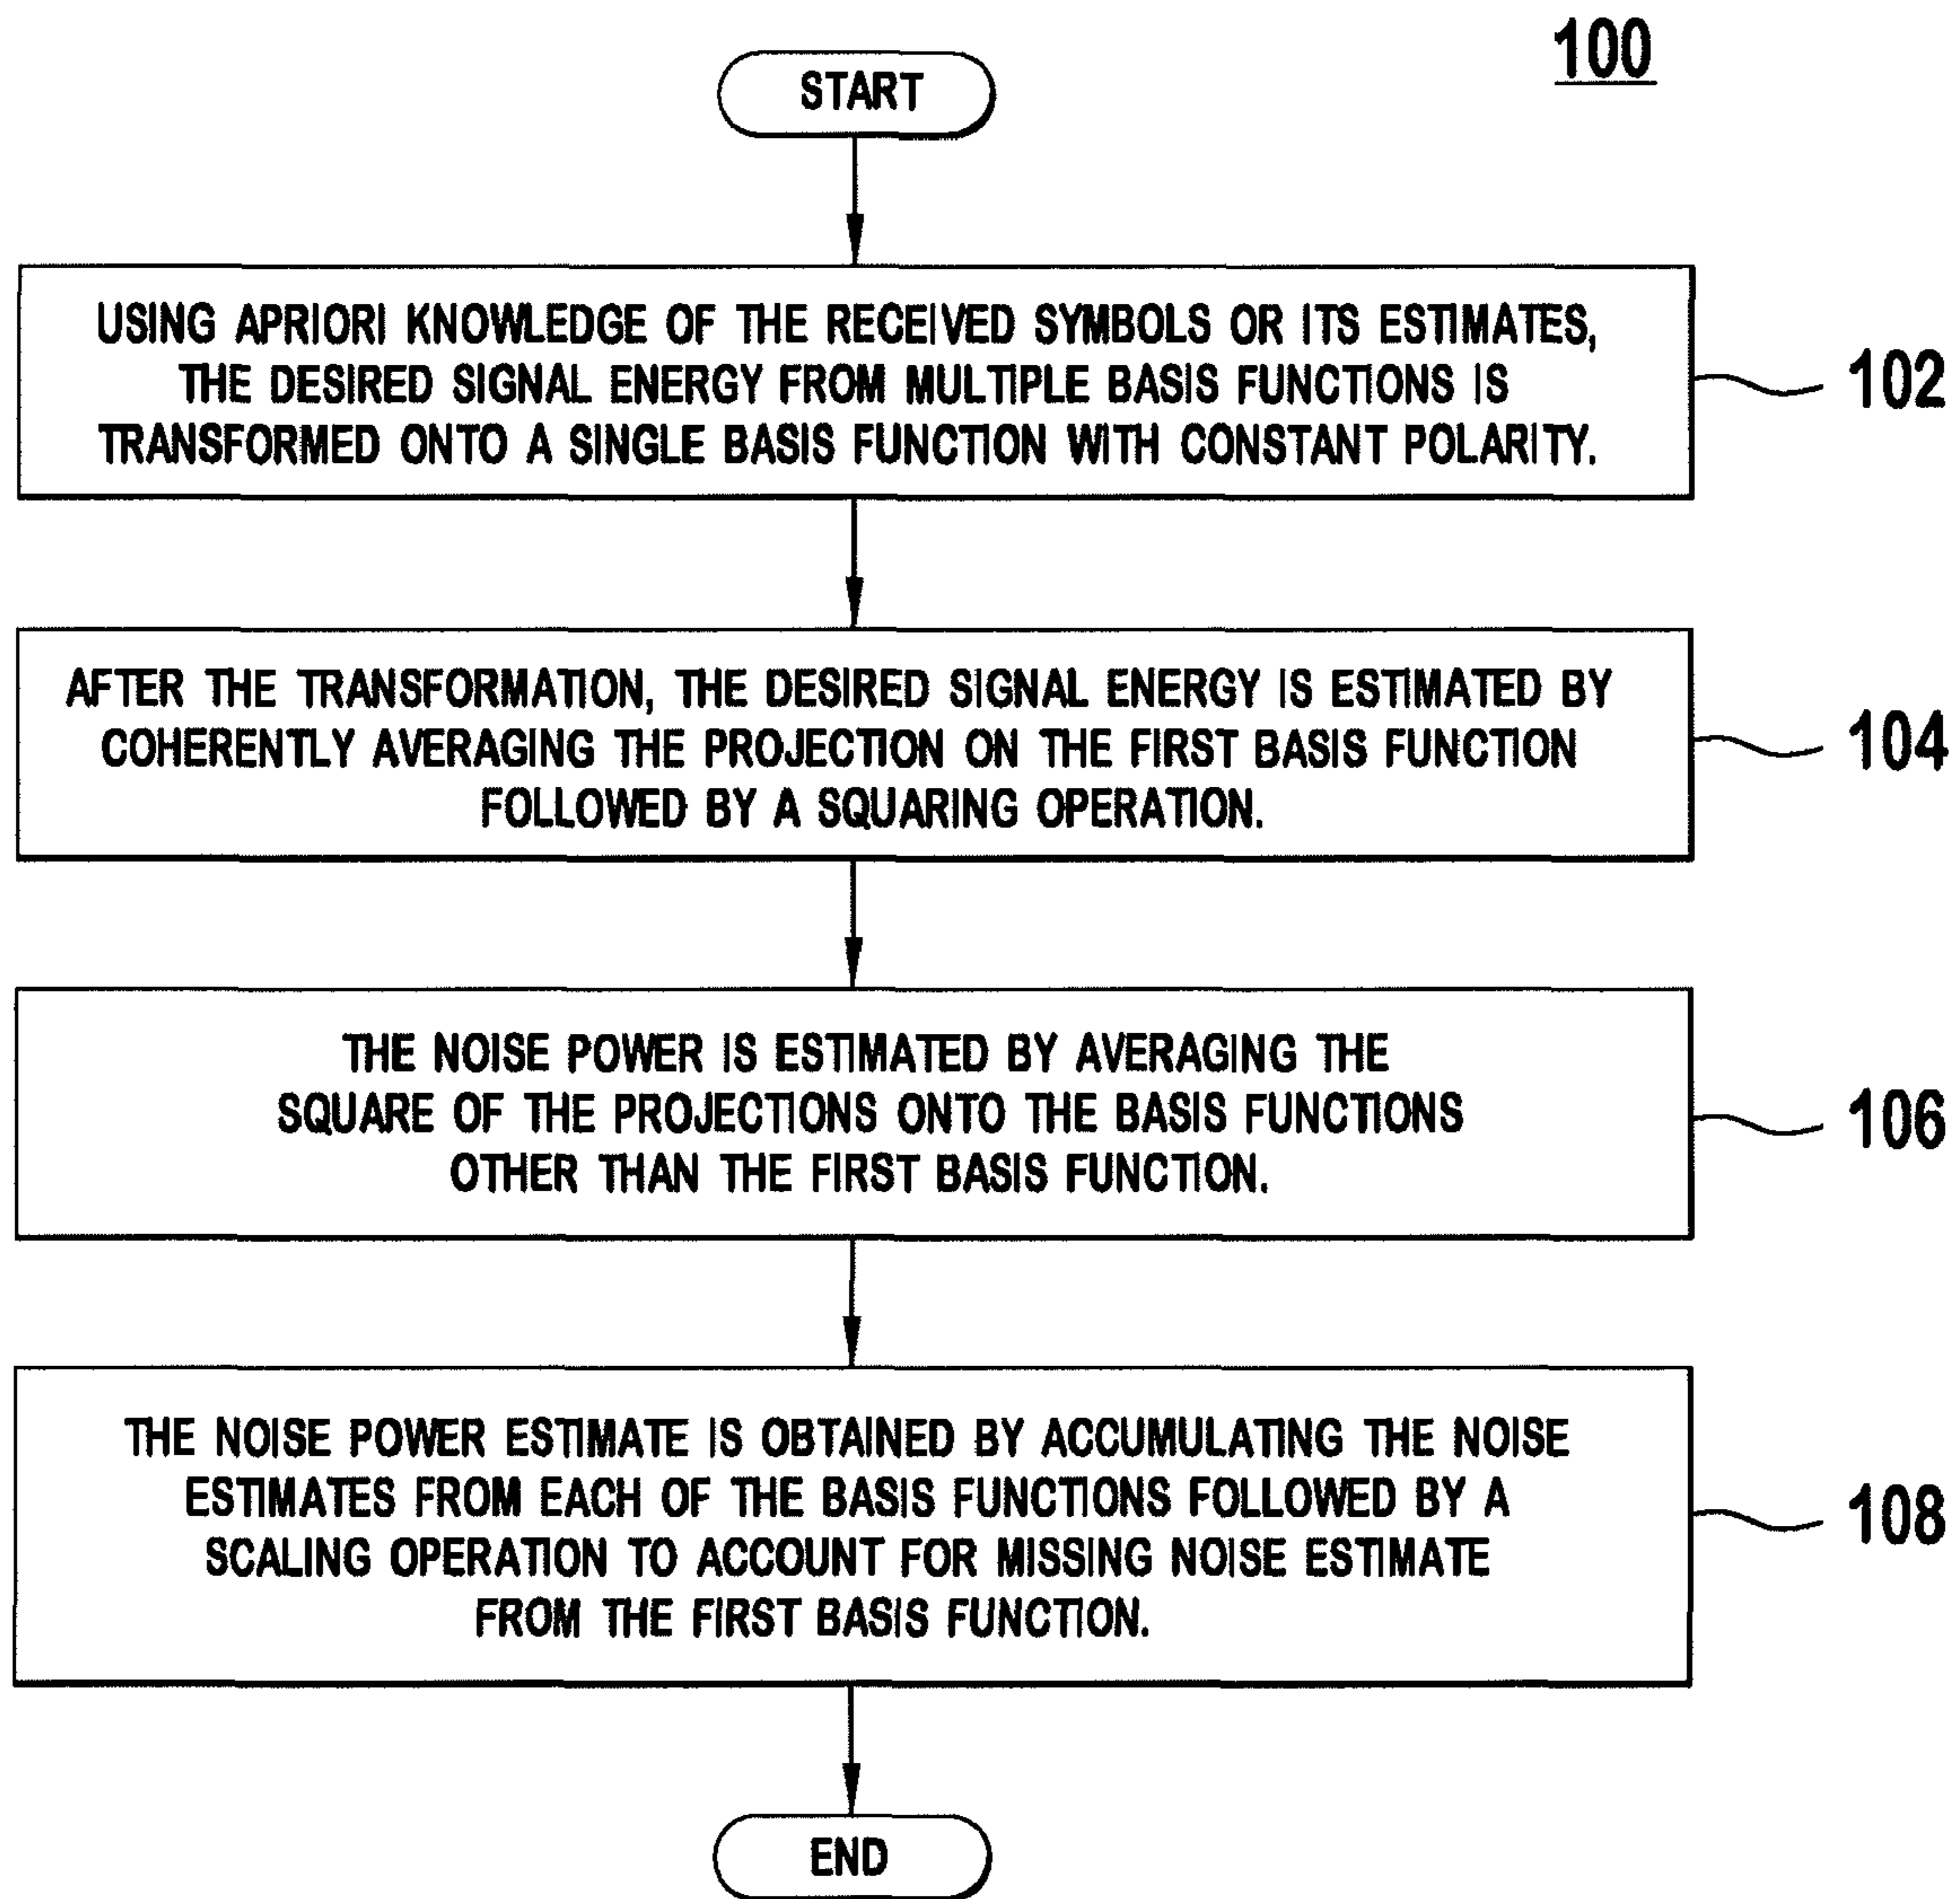 100
START
USING APRIORI KNOWLEDGE OF THE RECEIVED SYMBOLS OR ITS ESTIMATES,
THE DESIRED SIGNAL ENERGY FROM MULTIPLE BASIS FUNCTIONS IS
TRANSFORMED ONTO A SINGLE BASIS FUNCTION WITH CONSTANT POLARITY.
102
AFTER THE TRANSFORMATION, THE DESIRED SIGNAL ENERGY IS ESTIMATED BY
COHERENTLY AVERAGING THE PROJECTION ON THE FIRST BASIS FUNCTION
FOLLOWED BY A SQUARING OPERATION.
104
THE NOISE POWER IS ESTIMATED BY AVERAGING THE
SQUARE OF THE PROJECTIONS ONTO THE BASIS FUNCTIONS
OTHER THAN THE FIRST BASIS FUNCTION.
106
THE NOISE POWER ESTIMATE IS OBTAINED BY ACCUMULATING THE NOISE
ESTIMATES FROM EACH OF THE BASIS FUNCTIONS FOLLOWED BY A
SCALING OPERATION TO ACCOUNT FOR MISSING NOISE ESTIMATE
FROM THE FIRST BASIS FUNCTION.
108
END